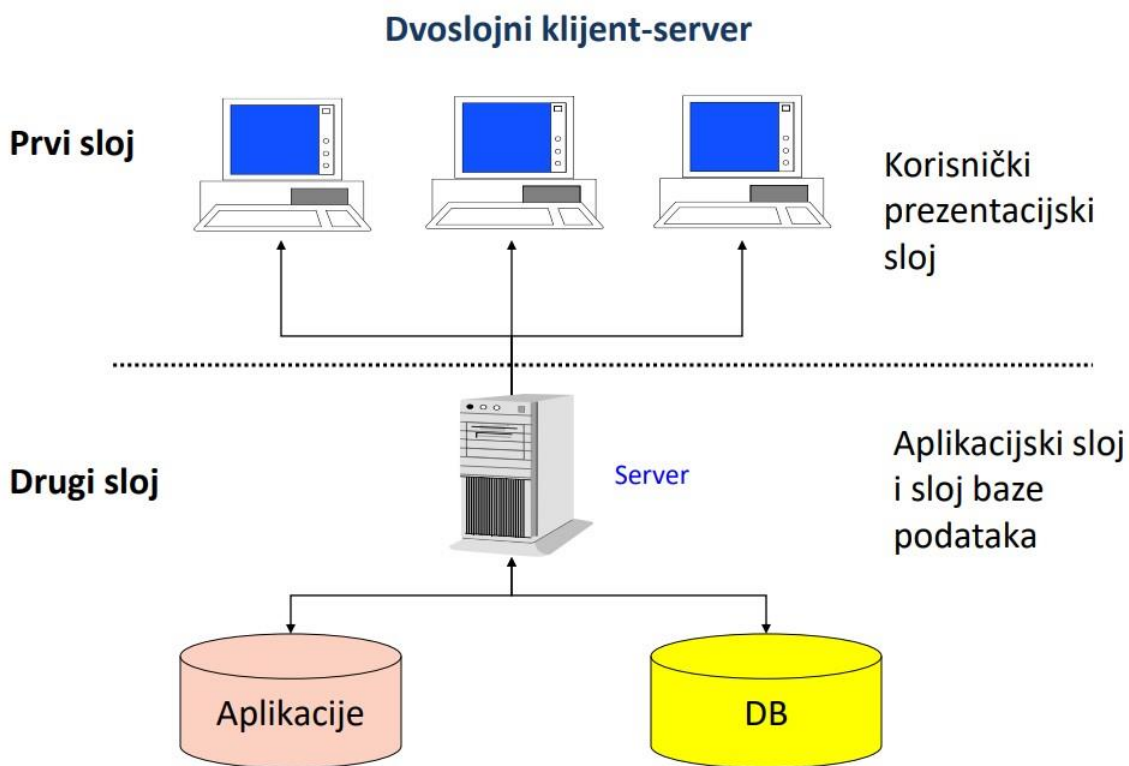 Dvoslojni klijent-server
Prvi sloj
Korisnički
prezentacijski
sloj
Drugi sloj
Server
Aplikacijski sloj
i sloj baze
podataka
Aplikacije
DB